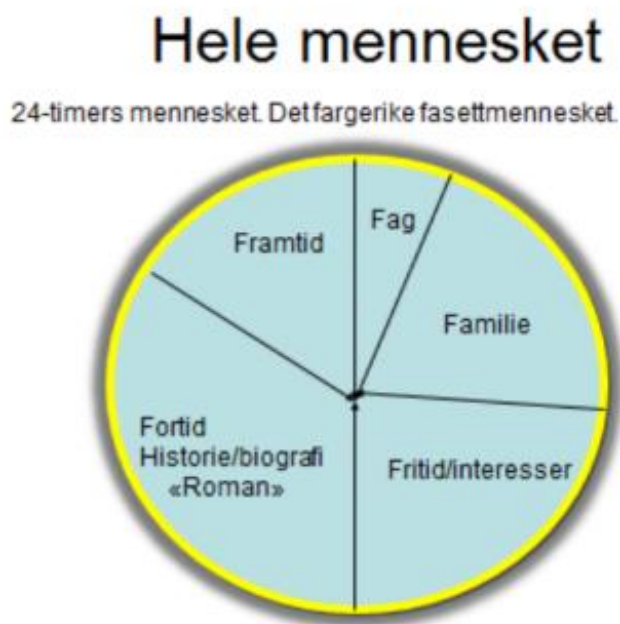 Hele mennesket
24-timers mennesket. Det fargerike fasettmennesket.
Framtid
Fag
Familie
Fortid
Historie/biografi
«Roman»
Fritid/interesser